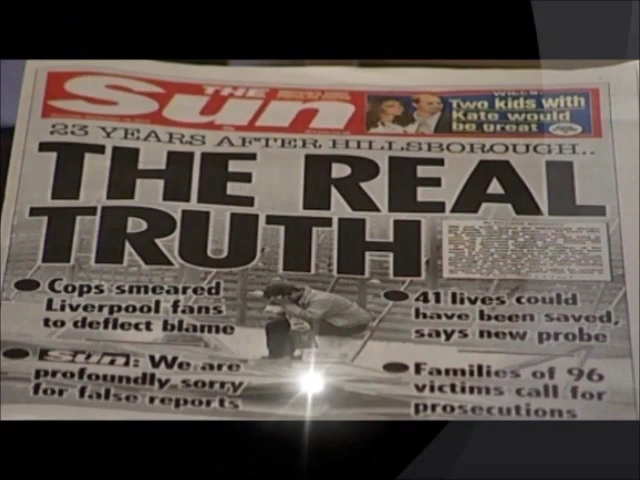 THE Sun
WILLS:
Two kids with
Kate would
be great
23 YEARS AFTER HILLSBOROUGH..
THE REAL
TRUTH
Cops smeared
Liverpool fans
to deflect blame
Sun: We are
profoundly sorry
for false reports
41 lives could
have been saved,
says new probe
Families of 96
victims call for
prosecutions